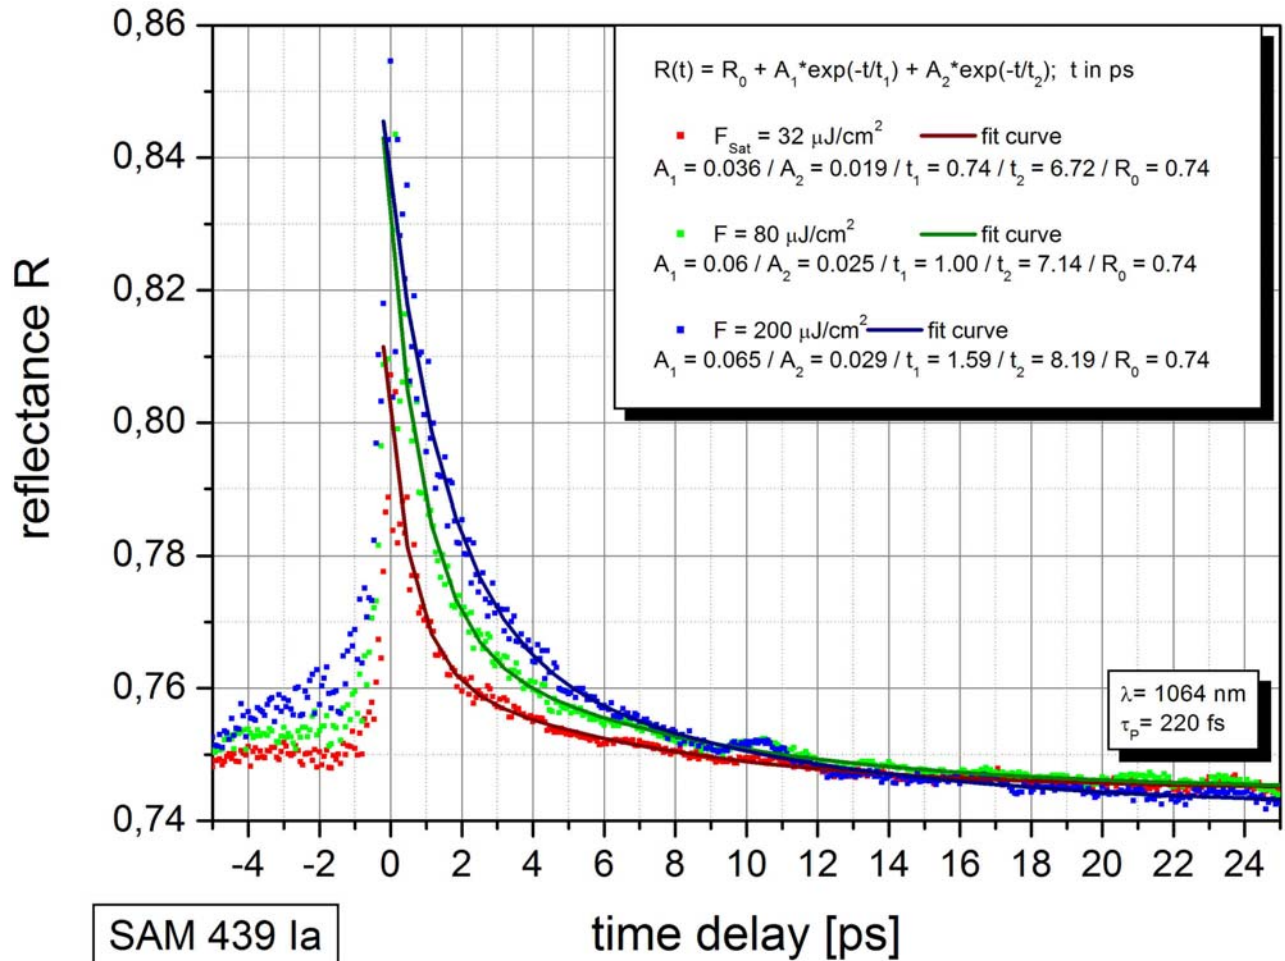 0,86
0,84
0,82
0,80
0,78
0,76
0,74
reflectance R
R(t) = R₀ + A₁*exp(-t/t₁) + A₂*exp(-t/t₂); t in ps
F_Sat = 32 μJ/cm² fit curve
A₁ = 0.036 / A₂ = 0.019 / t₁ = 0.74 / t₂ = 6.72 / R₀ = 0.74
F = 80 μJ/cm² fit curve
A₁ = 0.06 / A₂ = 0.025 / t₁ = 1.00 / t₂ = 7.14 / R₀ = 0.74
F = 200 μJ/cm² fit curve
A₁ = 0.065 / A₂ = 0.029 / t₁ = 1.59 / t₂ = 8.19 / R₀ = 0.74
λ= 1064 nm
τ_P= 220 fs
-4 -2 0 2 4 6 8 10 12 14 16 18 20 22 24
SAM 439 Ia
time delay [ps]